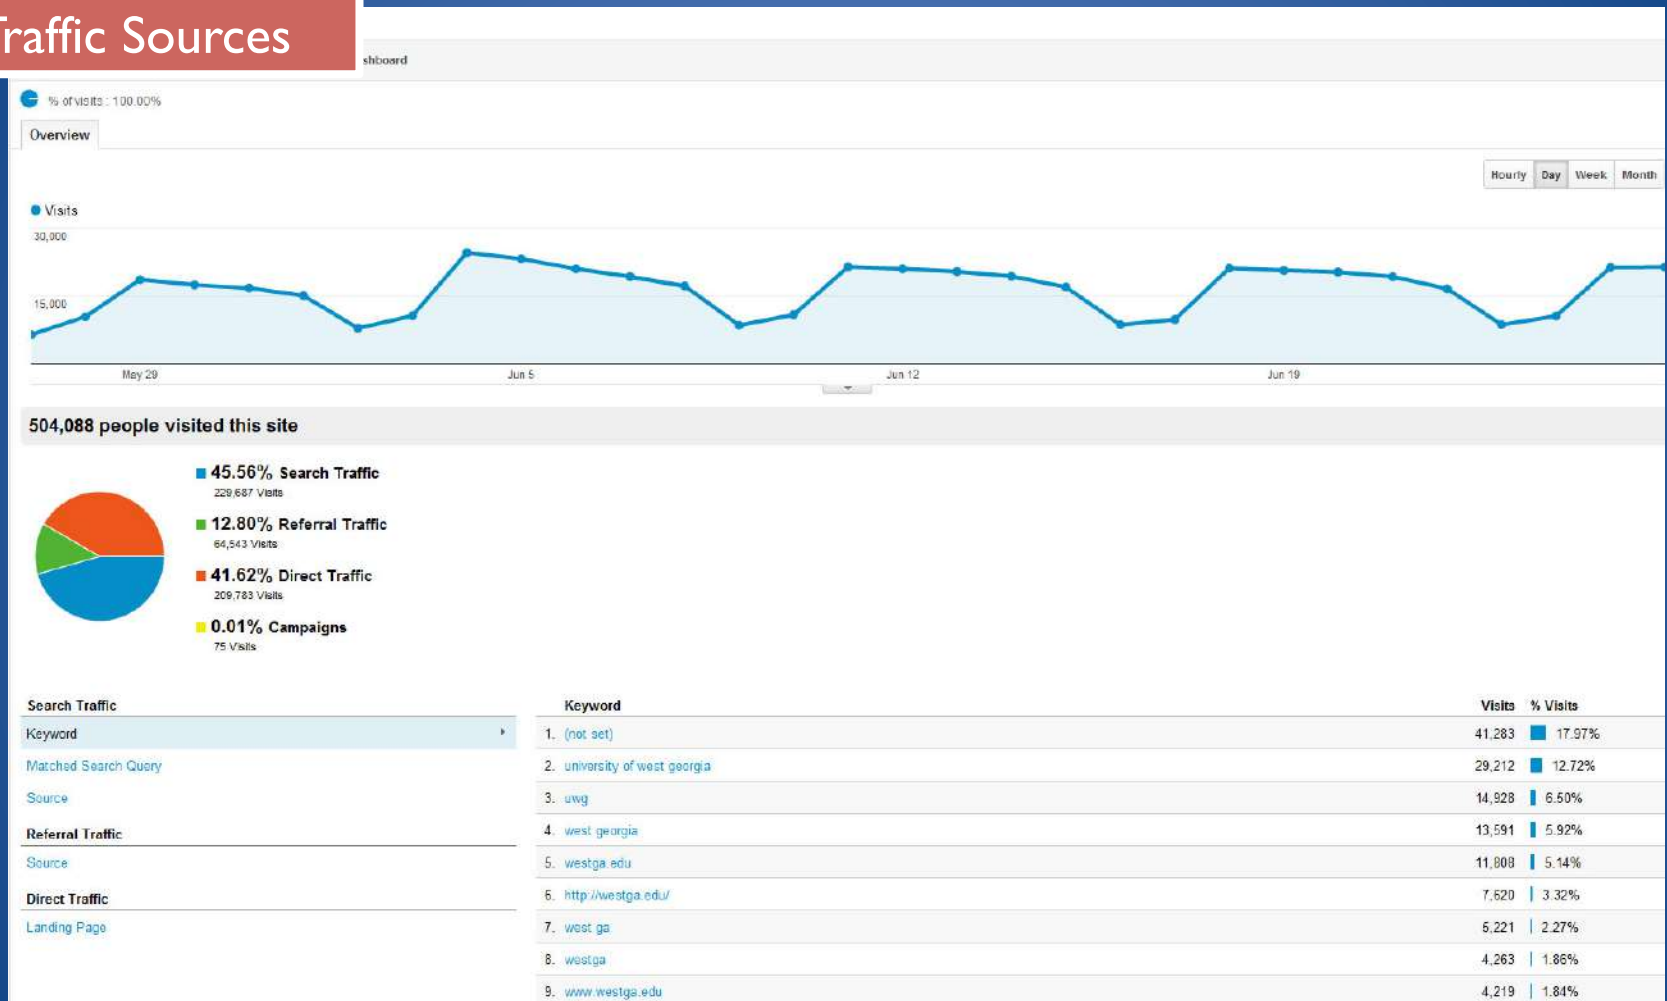 raffic Sources
shboard
% of visits : 100.00%
Overview
Hourly Day Week Month
Visits
30,000
15,000
May 29 Jun 5 Jun 12 Jun 19
504,088 people visited this site
45.56% Search Traffic
229,687 Visits
12.80% Referral Traffic
64,543 Visits
41.62% Direct Traffic
209,783 Visits
0.01% Campaigns
75 Visits
Search Traffic
Keyword
Matched Search Query
Source
Referral Traffic
Source
Direct Traffic
Landing Page
Keyword Visits % Visits
1. (not set) 41,283 17.97%
2. university of west georgia 29,212 12.72%
3. uwg 14,928 6.50%
4. west georgia 13,591 5.92%
5. westga.edu 11,808 5.14%
6. http://westga.edu/ 7,620 3.32%
7. west ga 5,221 2.27%
8. westga 4,263 1.86%
9. www.westga.edu 4,219 1.84%